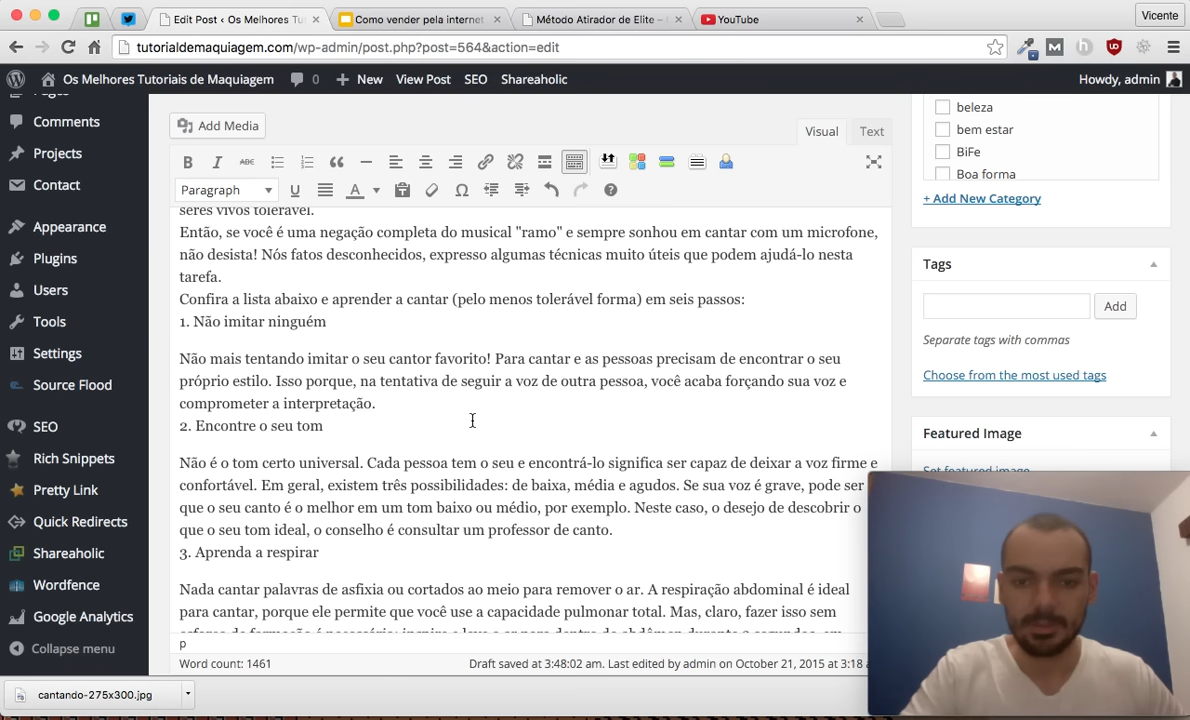 Edit Post ‹ Os Melhores Tu
Como vender pela internet
Método Atirador de Elite –
YouTube
Vicente
tutorialdemaquiagem.com/wp-admin/post.php?post=564&action=edit
Os Melhores Tutoriais de Maquiagem
0
New
View Post
SEO
Shareaholic
Howdy, admin
Pages
Comments
Projects
Contact
Appearance
Plugins
Users
Tools
Settings
Source Flood
SEO
Rich Snippets
Pretty Link
Quick Redirects
Shareaholic
Wordfence
Google Analytics
Collapse menu
Add Media
Visual
Text
B I ABC
Paragraph
U A
seres vivos tolerável.
Então, se você é uma negação completa do musical "ramo" e sempre sonhou em cantar com um microfone,
não desista! Nós fatos desconhecidos, expresso algumas técnicas muito úteis que podem ajudá-lo nesta
tarefa.
Confira a lista abaixo e aprender a cantar (pelo menos tolerável forma) em seis passos:
1. Não imitar ninguém
Não mais tentando imitar o seu cantor favorito! Para cantar e as pessoas precisam de encontrar o seu
próprio estilo. Isso porque, na tentativa de seguir a voz de outra pessoa, você acaba forçando sua voz e
comprometer a interpretação.
2. Encontre o seu tom
Não é o tom certo universal. Cada pessoa tem o seu e encontrá-lo significa ser capaz de deixar a voz firme e
confortável. Em geral, existem três possibilidades: de baixa, média e agudos. Se sua voz é grave, pode ser
que o seu canto é o melhor em um tom baixo ou médio, por exemplo. Neste caso, o desejo de descobrir o
que o seu tom ideal, o conselho é consultar um professor de canto.
3. Aprenda a respirar
Nada cantar palavras de asfixia ou cortados ao meio para remover o ar. A respiração abdominal é ideal
para cantar, porque ele permite que você use a capacidade pulmonar total. Mas, claro, fazer isso sem
p
Word count: 1461
Draft saved at 3:48:02 am. Last edited by admin on October 21, 2015 at 3:18 a
beleza
bem estar
BiFe
Boa forma
+ Add New Category
Tags
Add
Separate tags with commas
Choose from the most used tags
Featured Image
Set featured image
cantando-275x300.jpg